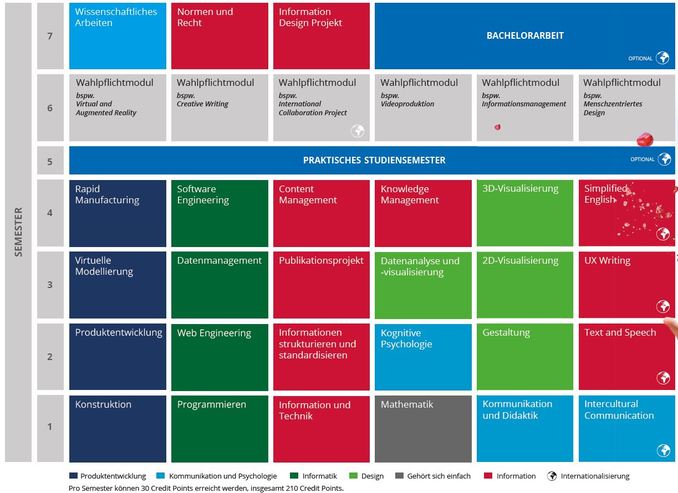 SEMESTER
7
Wissenschaftliches
Arbeiten
Normen und
Recht
Information
Design Projekt
BACHELORARBEIT
OPTIONAL
6
Wahlpflichtmodul
bspw.
Virtual and
Augmented Reality
Wahlpflichtmodul
bspw.
Creative Writing
Wahlpflichtmodul
bspw.
International
Collaboration Project
Wahlpflichtmodul
bspw.
Videoproduktion
Wahlpflichtmodul
bspw.
Informationsmanagement
Wahlpflichtmodul
bspw.
Menschzentriertes
Design
5
PRAKTISCHES STUDIENSEMESTER
OPTIONAL
4
Rapid
Manufacturing
Software
Engineering
Content
Management
Knowledge
Management
3D-Visualisierung
Simplified
English
3
Virtuelle
Modellierung
Datenmanagement
Publikationsprojekt
Datenanalyse und
-visualisierung
2D-Visualisierung
UX Writing
2
Produktentwicklung
Web Engineering
Informationen
strukturieren und
standardisieren
Kognitive
Psychologie
Gestaltung
Text and Speech
1
Konstruktion
Programmieren
Information und
Technik
Mathematik
Kommunikation
und Didaktik
Intercultural
Communication
Produktentwicklung
Kommunikation und Psychologie
Informatik
Design
Gehört sich einfach
Information
Internationalisierung
Pro Semester können 30 Credit Points erreicht werden, insgesamt 210 Credit Points.